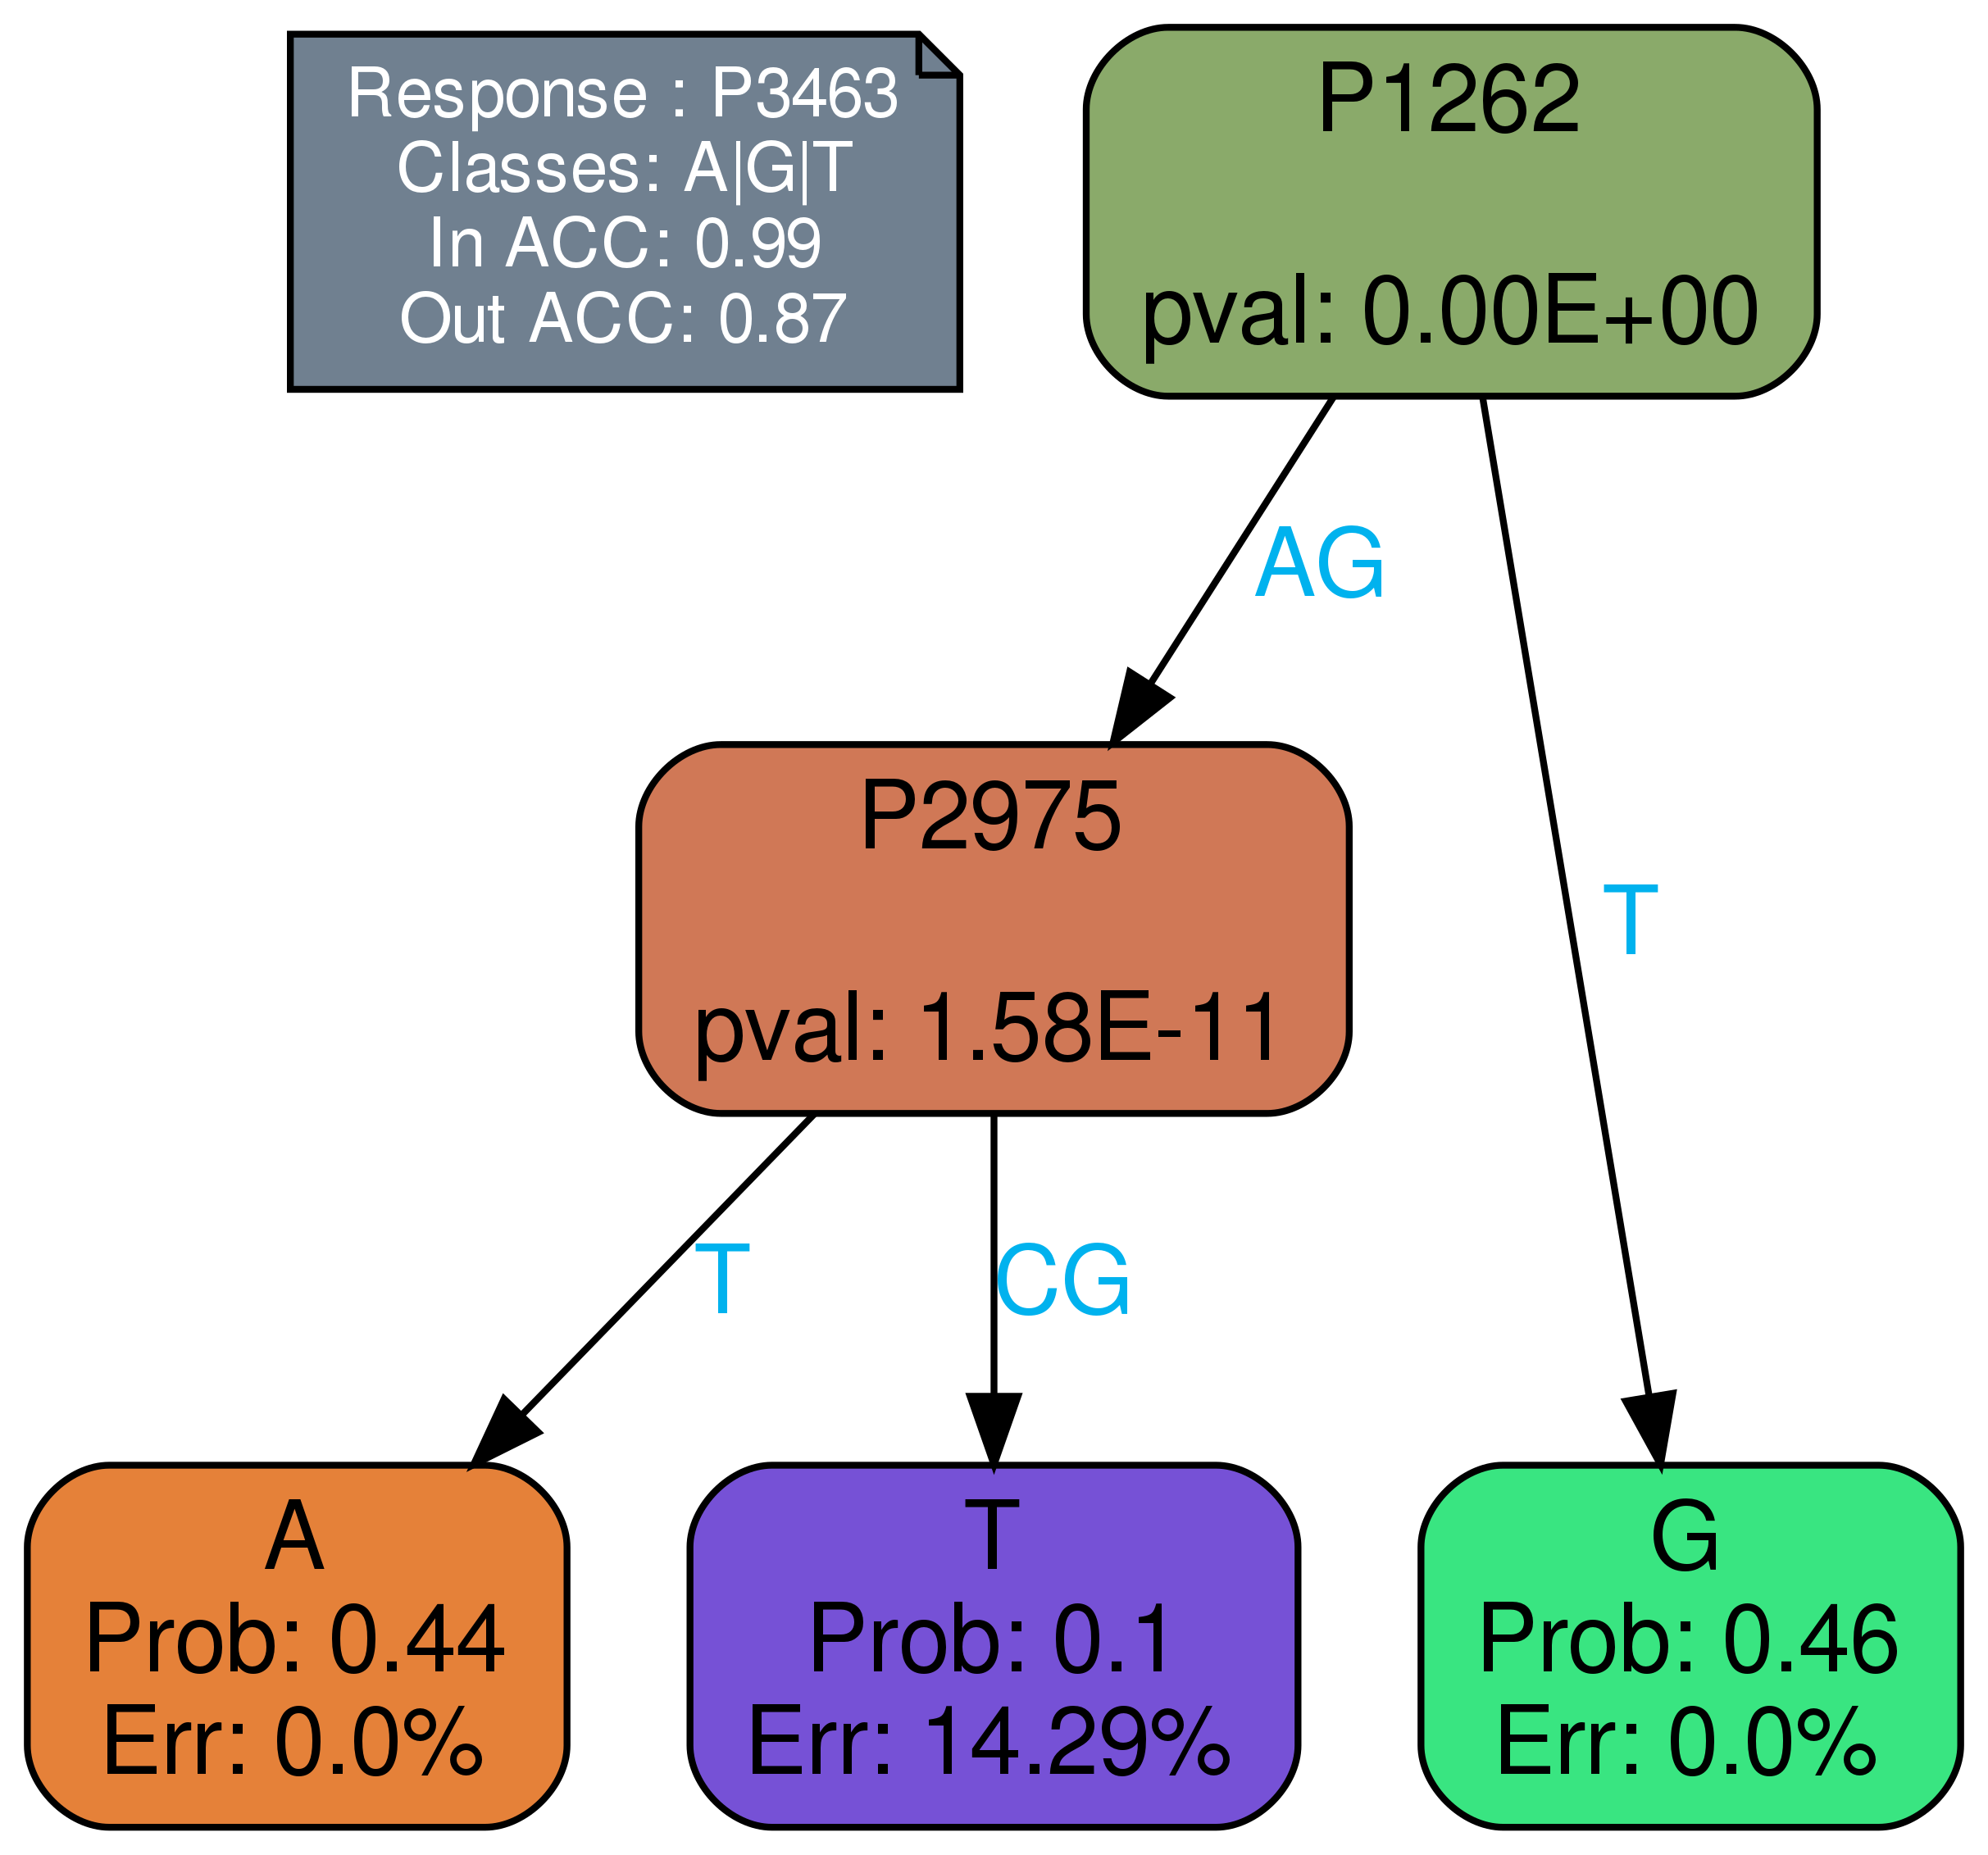 Response : P3463
Classes: A|G|T
In ACC: 0.99
Out ACC: 0.87
P1262
pval: 0.00E+00
AG
T
P2975
pval: 1.58E-11
T
CG
A
Prob: 0.44
Err: 0.0%
T
Prob: 0.1
Err: 14.29%
G
Prob: 0.46
Err: 0.0%